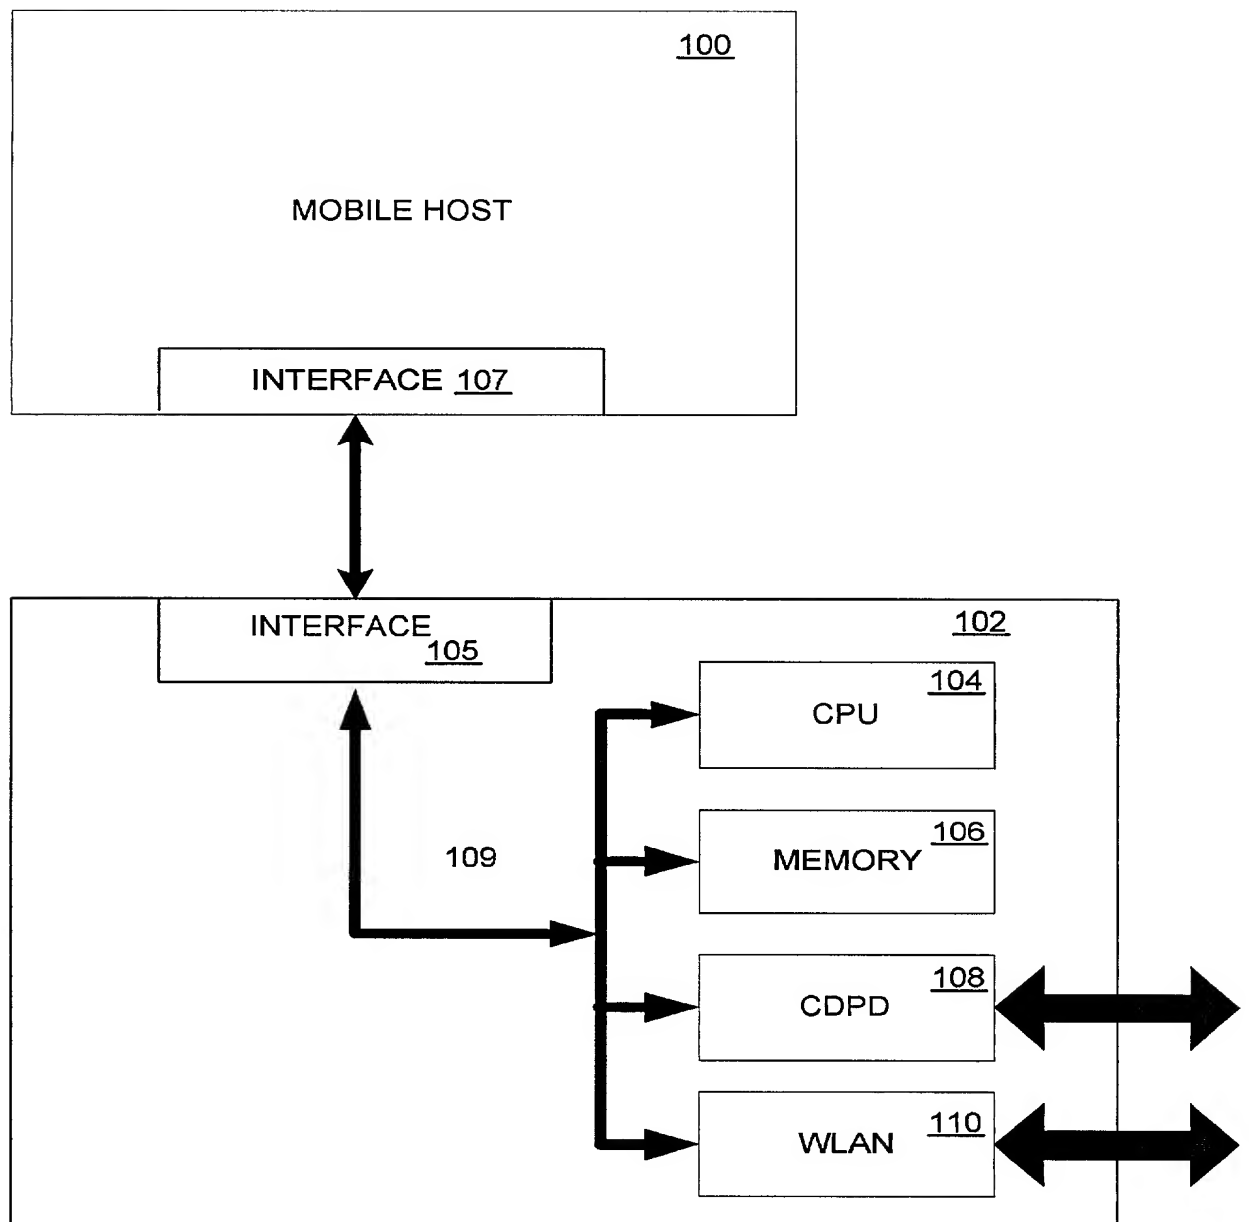 100
MOBILE HOST
INTERFACE 107
INTERFACE
105
102
104
CPU
106
MEMORY
109
108
CDPD
110
WLAN